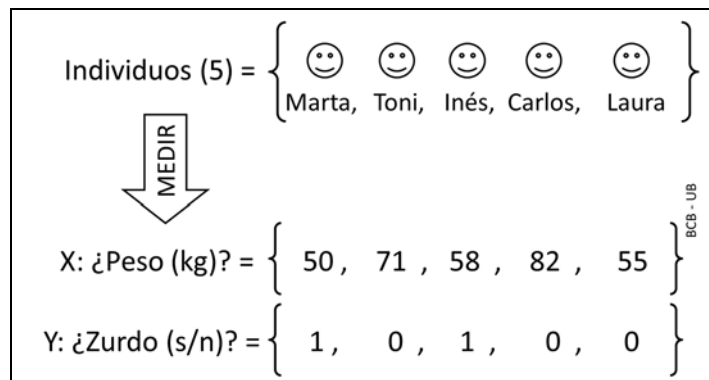 Individuos (5) = { }
Marta, Toni, Inés, Carlos, Laura
MEDIR
X: ¿Peso (kg)? = { 50 , 71 , 58 , 82 , 55 }
Y: ¿Zurdo (s/n)? = { 1 , 0 , 1 , 0 , 0 }
BCB - UB